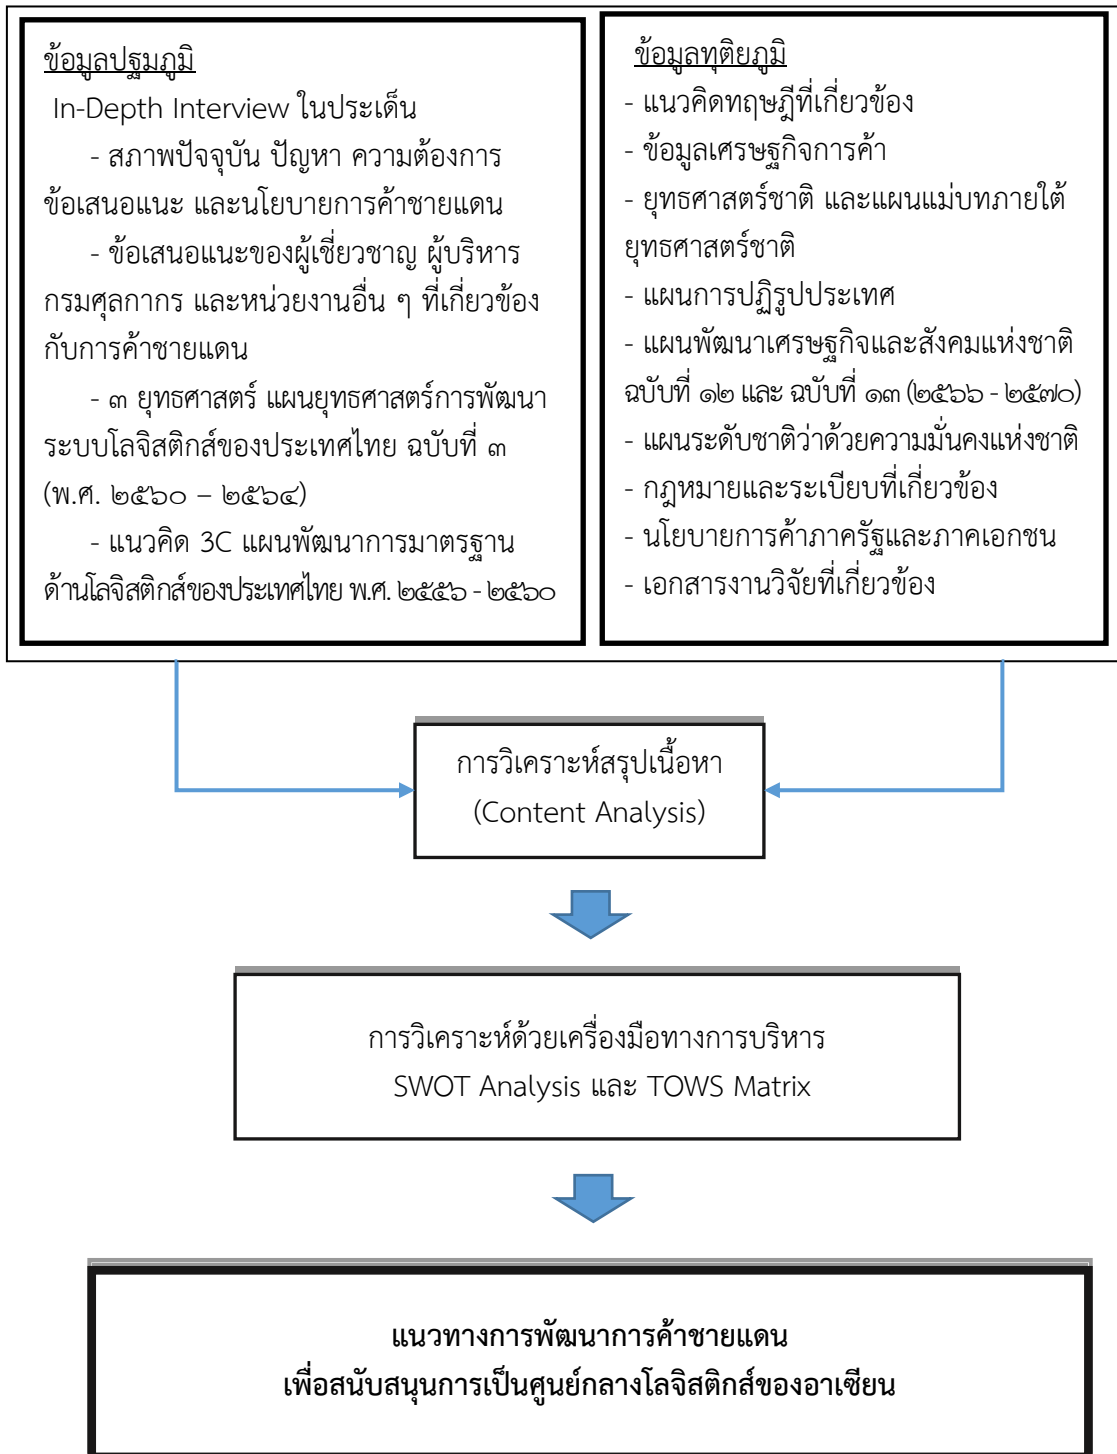 ข้อมูลปฐมภูมิ
In-Depth Interview ในประเด็น
- สภาพปัจจุบัน ปัญหา ความต้องการ
ข้อเสนอแนะ และนโยบายการค้าชายแดน
- ข้อเสนอแนะของผู้เชี่ยวชาญ ผู้บริหาร
กรมศุลกากร และหน่วยงานอื่น ๆ ที่เกี่ยวข้อง
กับการค้าชายแดน
- ๓ ยุทธศาสตร์ แผนยุทธศาสตร์การพัฒนา
ระบบโลจิสติกส์ของประเทศไทย ฉบับที่ ๓
(พ.ศ. ๒๕๖๐ – ๒๕๖๔)
- แนวคิด 3C แผนพัฒนาการมาตรฐาน
ด้านโลจิสติกส์ของประเทศไทย พ.ศ. ๒๕๕๖ - ๒๕๖๐
ข้อมูลทุติยภูมิ
- แนวคิดทฤษฎีที่เกี่ยวข้อง
- ข้อมูลเศรษฐกิจการค้า
- ยุทธศาสตร์ชาติ และแผนแม่บทภายใต้
ยุทธศาสตร์ชาติ
- แผนการปฏิรูปประเทศ
- แผนพัฒนาเศรษฐกิจและสังคมแห่งชาติ
ฉบับที่ ๑๒ และ ฉบับที่ ๑๓ (๒๕๖๖ - ๒๕๗๐)
- แผนระดับชาติว่าด้วยความมั่นคงแห่งชาติ
- กฎหมายและระเบียบที่เกี่ยวข้อง
- นโยบายการค้าภาครัฐและภาคเอกชน
- เอกสารงานวิจัยที่เกี่ยวข้อง
การวิเคราะห์สรุปเนื้อหา
(Content Analysis)
การวิเคราะห์ด้วยเครื่องมือทางการบริหาร
SWOT Analysis และ TOWS Matrix
แนวทางการพัฒนาการค้าชายแดน
เพื่อสนับสนุนการเป็นศูนย์กลางโลจิสติกส์ของอาเซียน